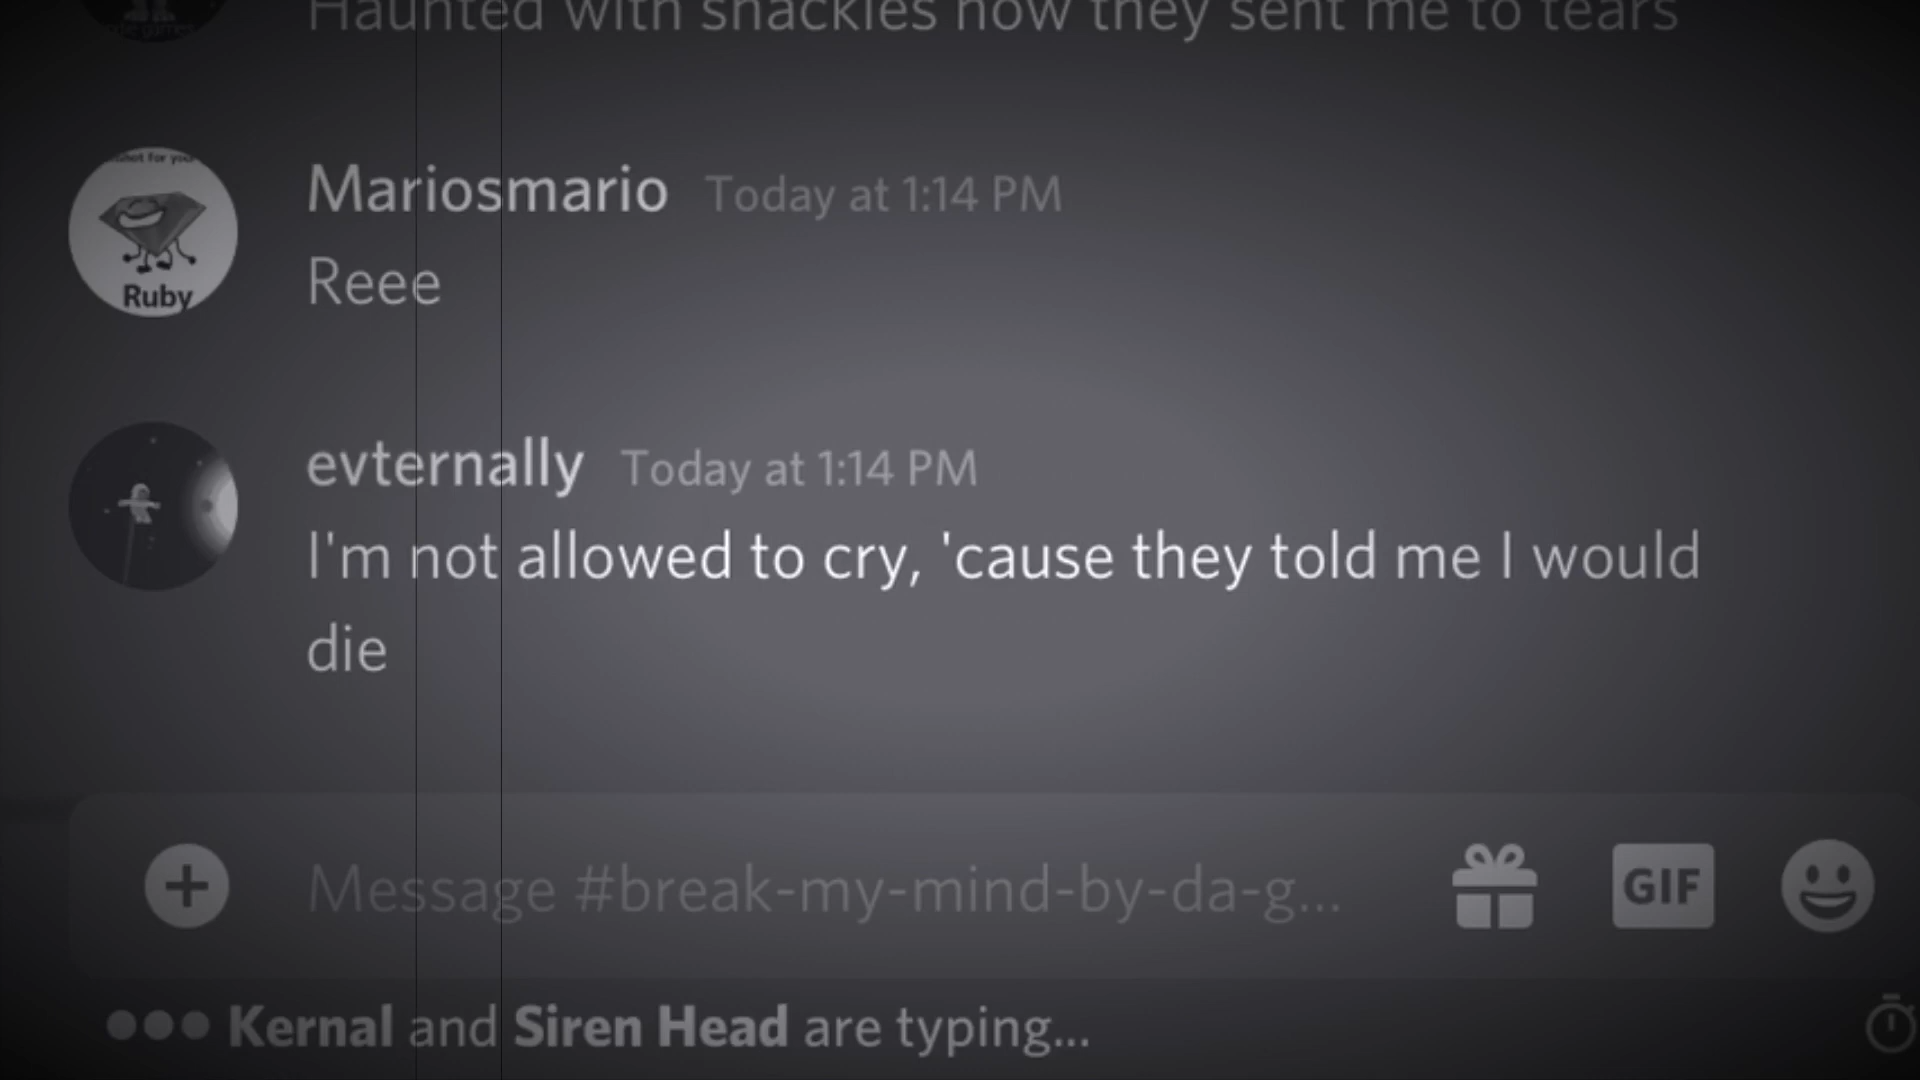 Haunted with shackles how they sent me to tears
Mariosmario Today at 1:14 PM
Reee
Ruby
evternally Today at 1:14 PM
I'm not allowed to cry, 'cause they told me I would
die
Message #break-my-mind-by-da-g...
GIF
Kernal and Siren Head are typing...